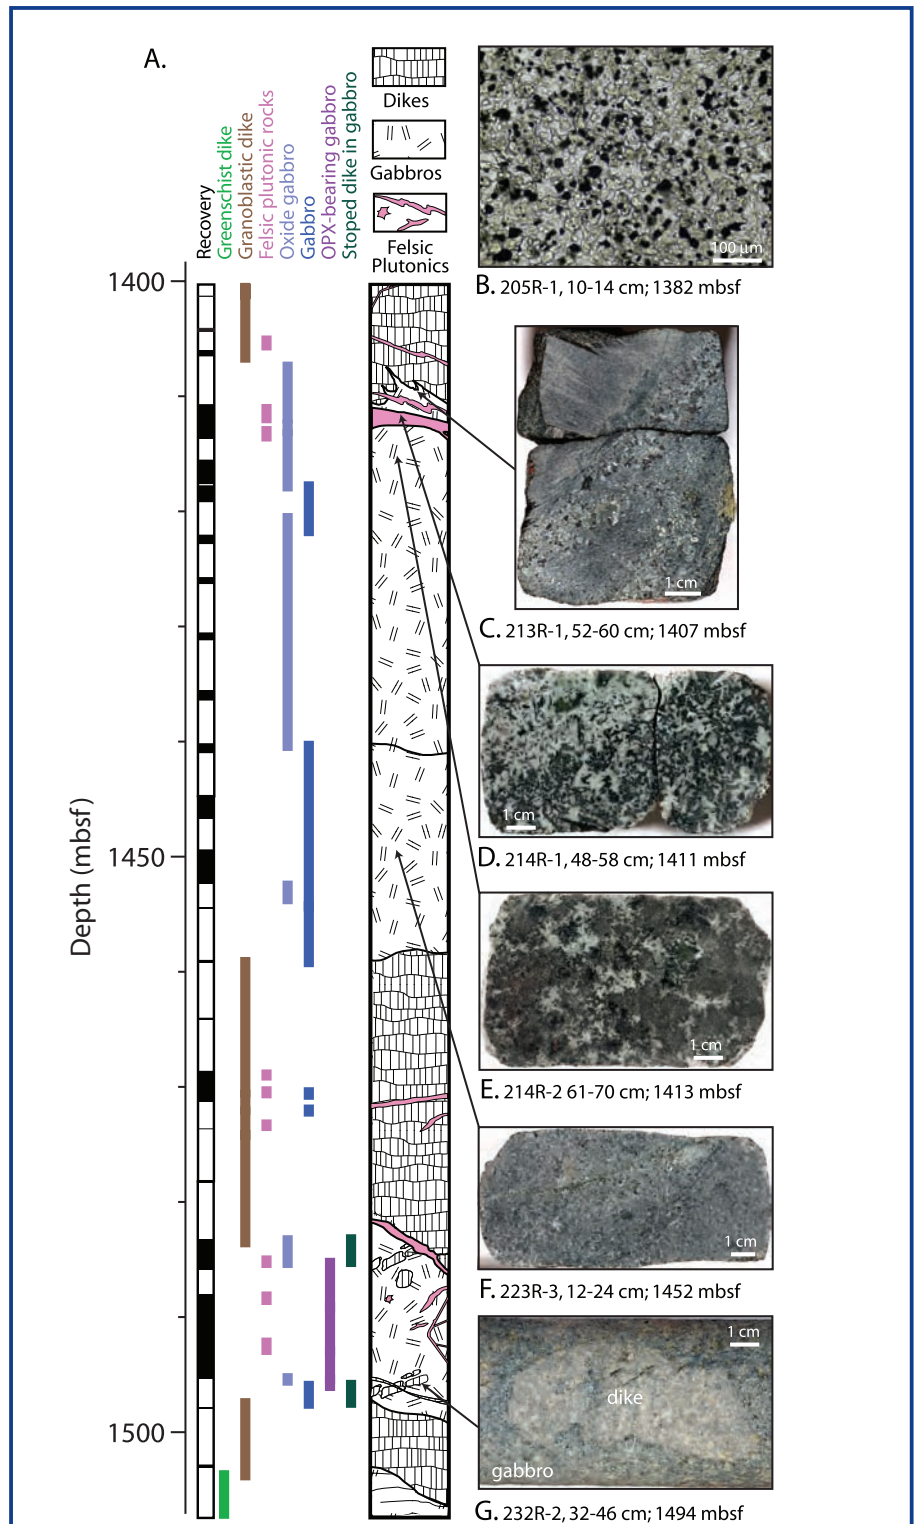 A.
Recovery
Greenschist dike
Granoblastic dike
Felsic plutonic rocks
Oxide gabbro
Gabbro
OPX-bearing gabbro
Stoped dike in gabbro
Dikes
Gabbros
Felsic
Plutonics
Depth (mbsf)
1400
1450
1500
100 µm
B. 205R-1, 10-14 cm; 1382 mbsf
1 cm
C. 213R-1, 52-60 cm; 1407 mbsf
1 cm
D. 214R-1, 48-58 cm; 1411 mbsf
1 cm
E. 214R-2 61-70 cm; 1413 mbsf
1 cm
F. 223R-3, 12-24 cm; 1452 mbsf
1 cm
dike
gabbro
G. 232R-2, 32-46 cm; 1494 mbsf